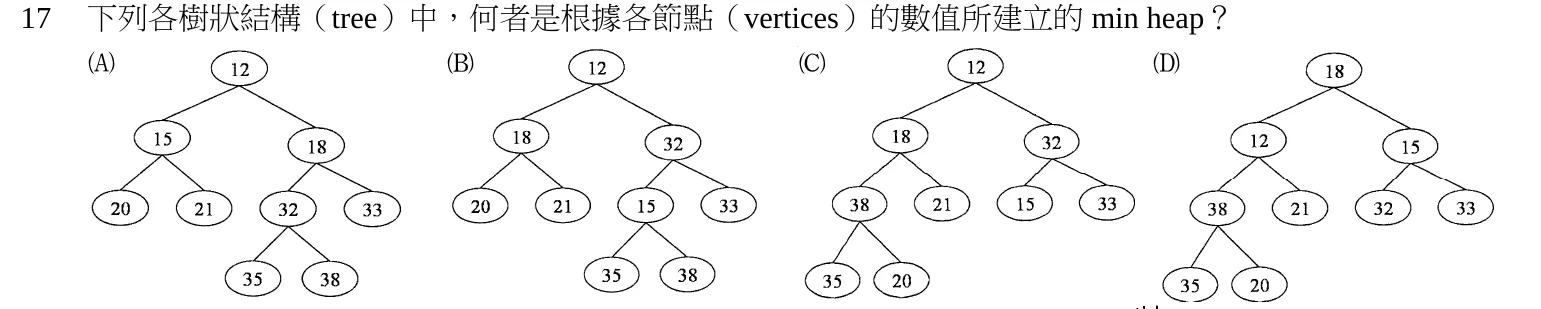 17 下列各樹狀結構（tree）中，何者是根據各節點（vertices）的數值所建立的 min heap？
(A) (B) (C) (D)
12 12 12 18
15 18 18 32 18 32 12 15
20 21 32 33 20 21 15 33 38 21 15 33 38 21 32 33
35 38 35 38 35 20 35 20